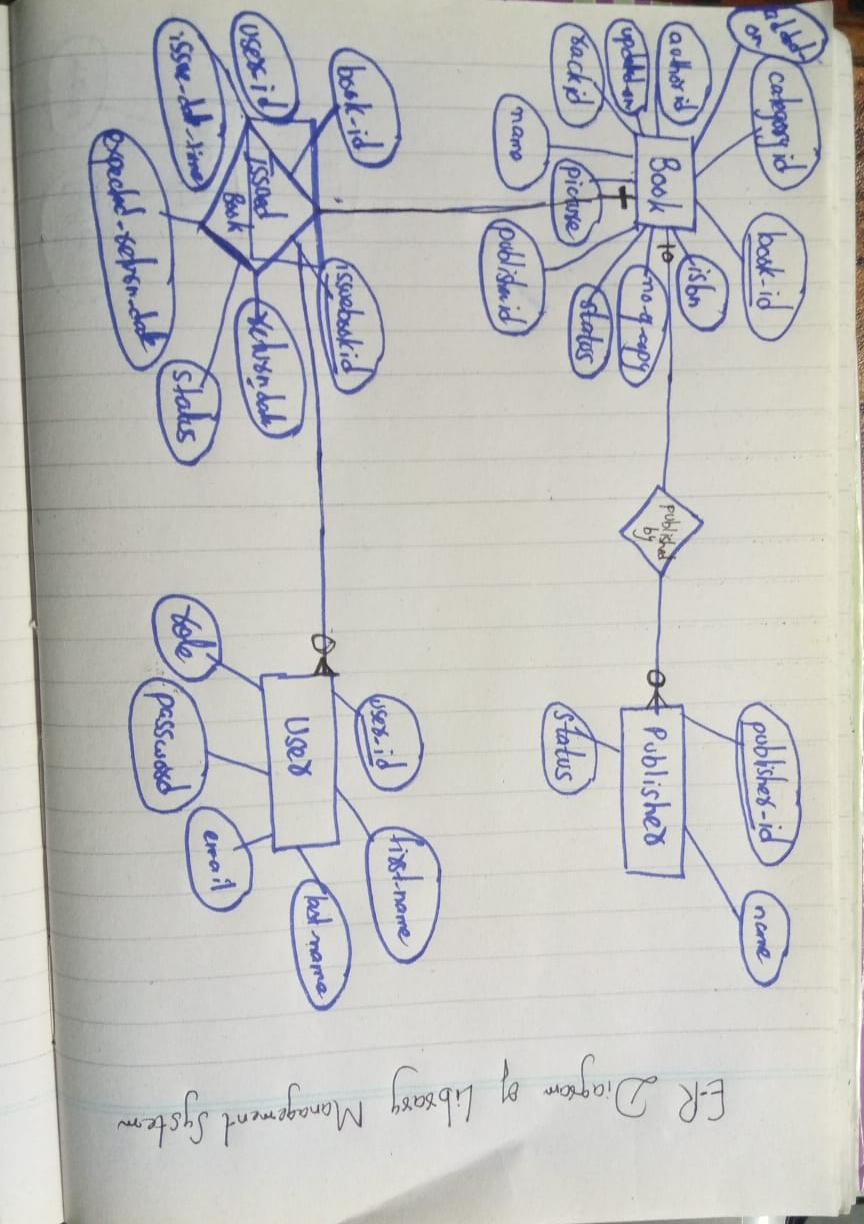 added-on
category id
book-id
publisher-id
name
isbn
author id
Book
published by
Publisher
no-of-copy
updated-on
status
rack id
picture
status
name
publisher id
E-R Diagram of Library Management System
user-id
first-name
book-id
issuebookid
last-name
User
user-id
issued
Book
return date
email
issue-date-time
status
role
password
expected-return-date